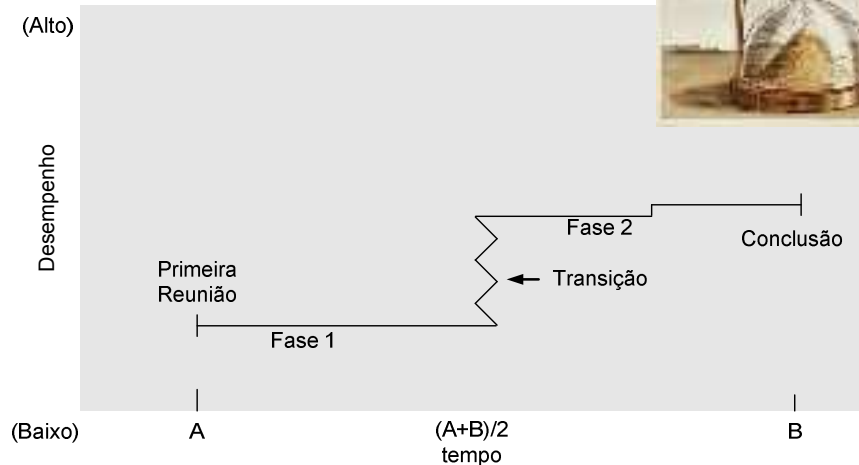 (Alto)
Desempenho
Primeira
Reunião
Fase 1
Fase 2
Transição
Conclusão
(Baixo)
A
(A+B)/2
B
tempo